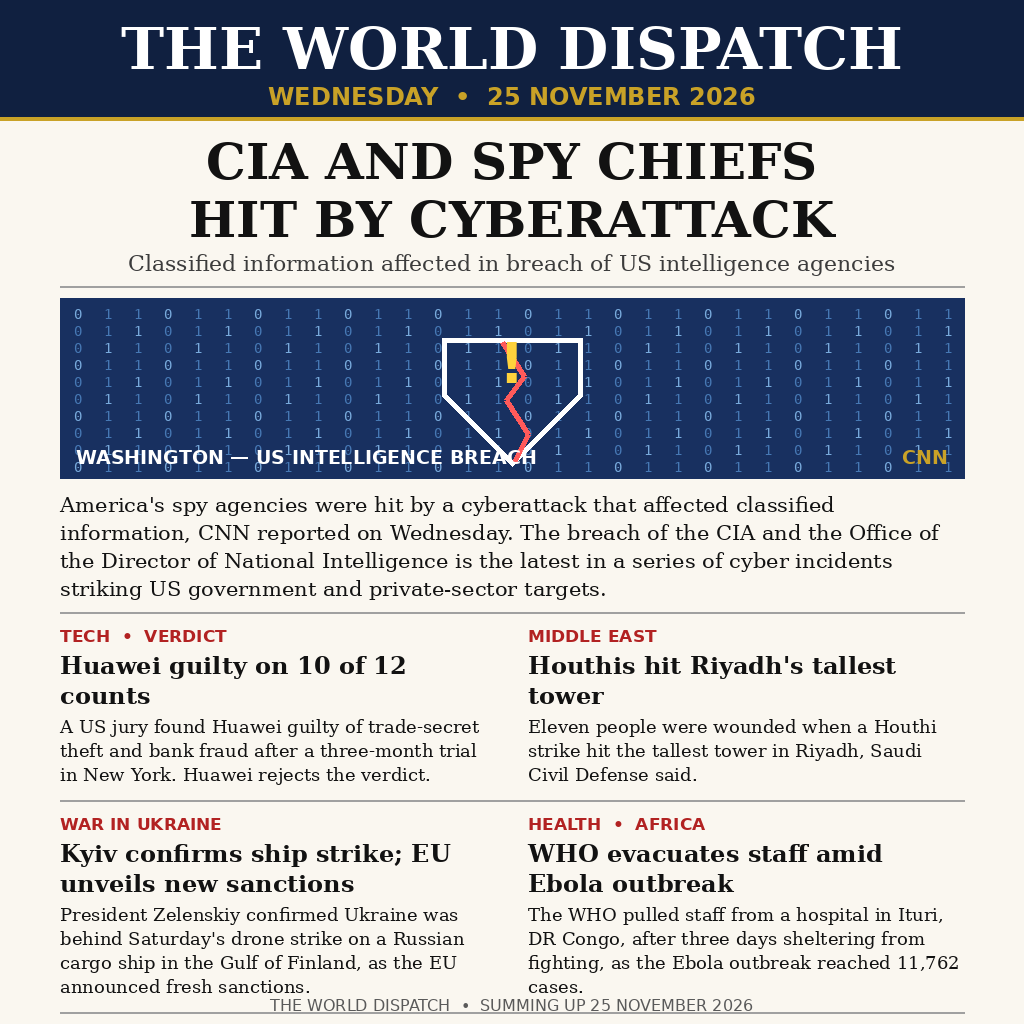 THE WORLD DISPATCH
WEDNESDAY • 25 NOVEMBER 2026
CIA AND SPY CHIEFS
HIT BY CYBERATTACK
Classified information affected in breach of US intelligence agencies
!
WASHINGTON — US INTELLIGENCE BREACH
CNN
America's spy agencies were hit by a cyberattack that affected classified
information, CNN reported on Wednesday. The breach of the CIA and the Office of
the Director of National Intelligence is the latest in a series of cyber incidents
striking US government and private-sector targets.
TECH • VERDICT
Huawei guilty on 10 of 12
counts
A US jury found Huawei guilty of trade-secret
theft and bank fraud after a three-month trial
in New York. Huawei rejects the verdict.
MIDDLE EAST
Houthis hit Riyadh's tallest
tower
Eleven people were wounded when a Houthi
strike hit the tallest tower in Riyadh, Saudi
Civil Defense said.
WAR IN UKRAINE
Kyiv confirms ship strike; EU
unveils new sanctions
President Zelenskiy confirmed Ukraine was
behind Saturday's drone strike on a Russian
cargo ship in the Gulf of Finland, as the EU
announced fresh sanctions.
HEALTH • AFRICA
WHO evacuates staff amid
Ebola outbreak
The WHO pulled staff from a hospital in Ituri,
DR Congo, after three days sheltering from
fighting, as the Ebola outbreak reached 11,762
cases.
THE WORLD DISPATCH • SUMMING UP 25 NOVEMBER 2026